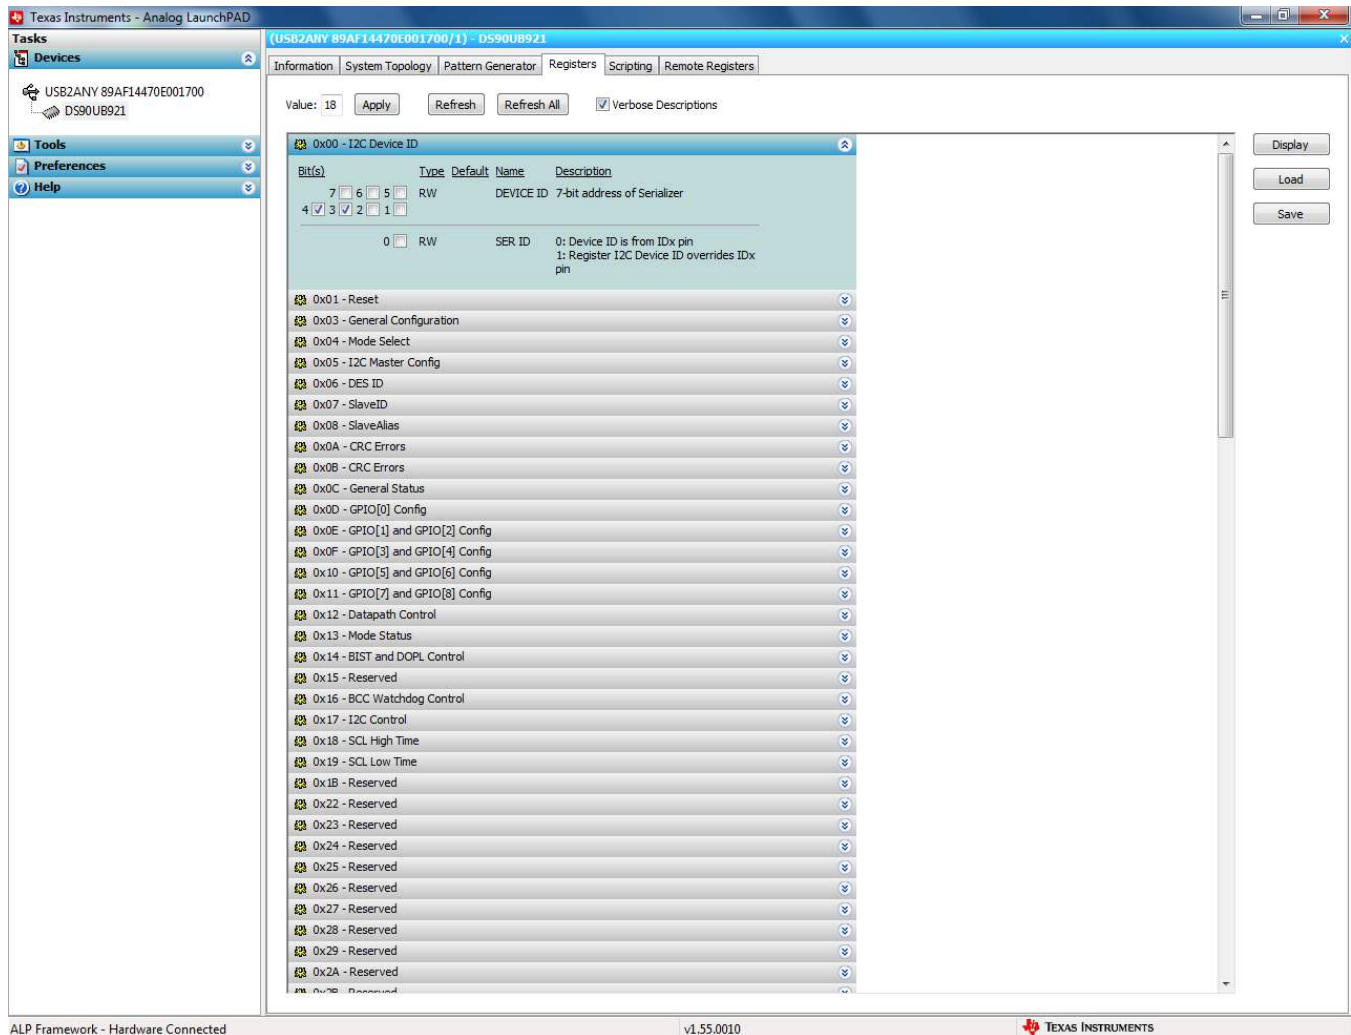 Texas Instruments - Analog LaunchPAD
Tasks
(USB2ANY 89AF14470E001700/1) - DS90UB921
Devices
Information System Topology Pattern Generator Registers Scripting Remote Registers
USB2ANY 89AF14470E001700
DS90UB921
Value: 18 Apply Refresh Refresh All Verbose Descriptions
Tools
Preferences
Help
0x00 - I2C Device ID
Display
Load
Save
Bit(s) Type Default Name Description
7 6 5 RW DEVICE ID 7-bit address of Serializer
4 3 2 1
0 RW SER ID 0: Device ID is from IDx pin
1: Register I2C Device ID overrides IDx
pin
0x01 - Reset
0x03 - General Configuration
0x04 - Mode Select
0x05 - I2C Master Config
0x06 - DES ID
0x07 - SlaveID
0x08 - SlaveAlias
0x0A - CRC Errors
0x0B - CRC Errors
0x0C - General Status
0x0D - GPIO[0] Config
0x0E - GPIO[1] and GPIO[2] Config
0x0F - GPIO[3] and GPIO[4] Config
0x10 - GPIO[5] and GPIO[6] Config
0x11 - GPIO[7] and GPIO[8] Config
0x12 - Datapath Control
0x13 - Mode Status
0x14 - BIST and DOPL Control
0x15 - Reserved
0x16 - BCC Watchdog Control
0x17 - I2C Control
0x18 - SCL High Time
0x19 - SCL Low Time
0x1B - Reserved
0x22 - Reserved
0x23 - Reserved
0x24 - Reserved
0x25 - Reserved
0x26 - Reserved
0x27 - Reserved
0x28 - Reserved
0x29 - Reserved
0x2A - Reserved
0x2B - Reserved
ALP Framework - Hardware Connected v1.55.0010 TEXAS INSTRUMENTS